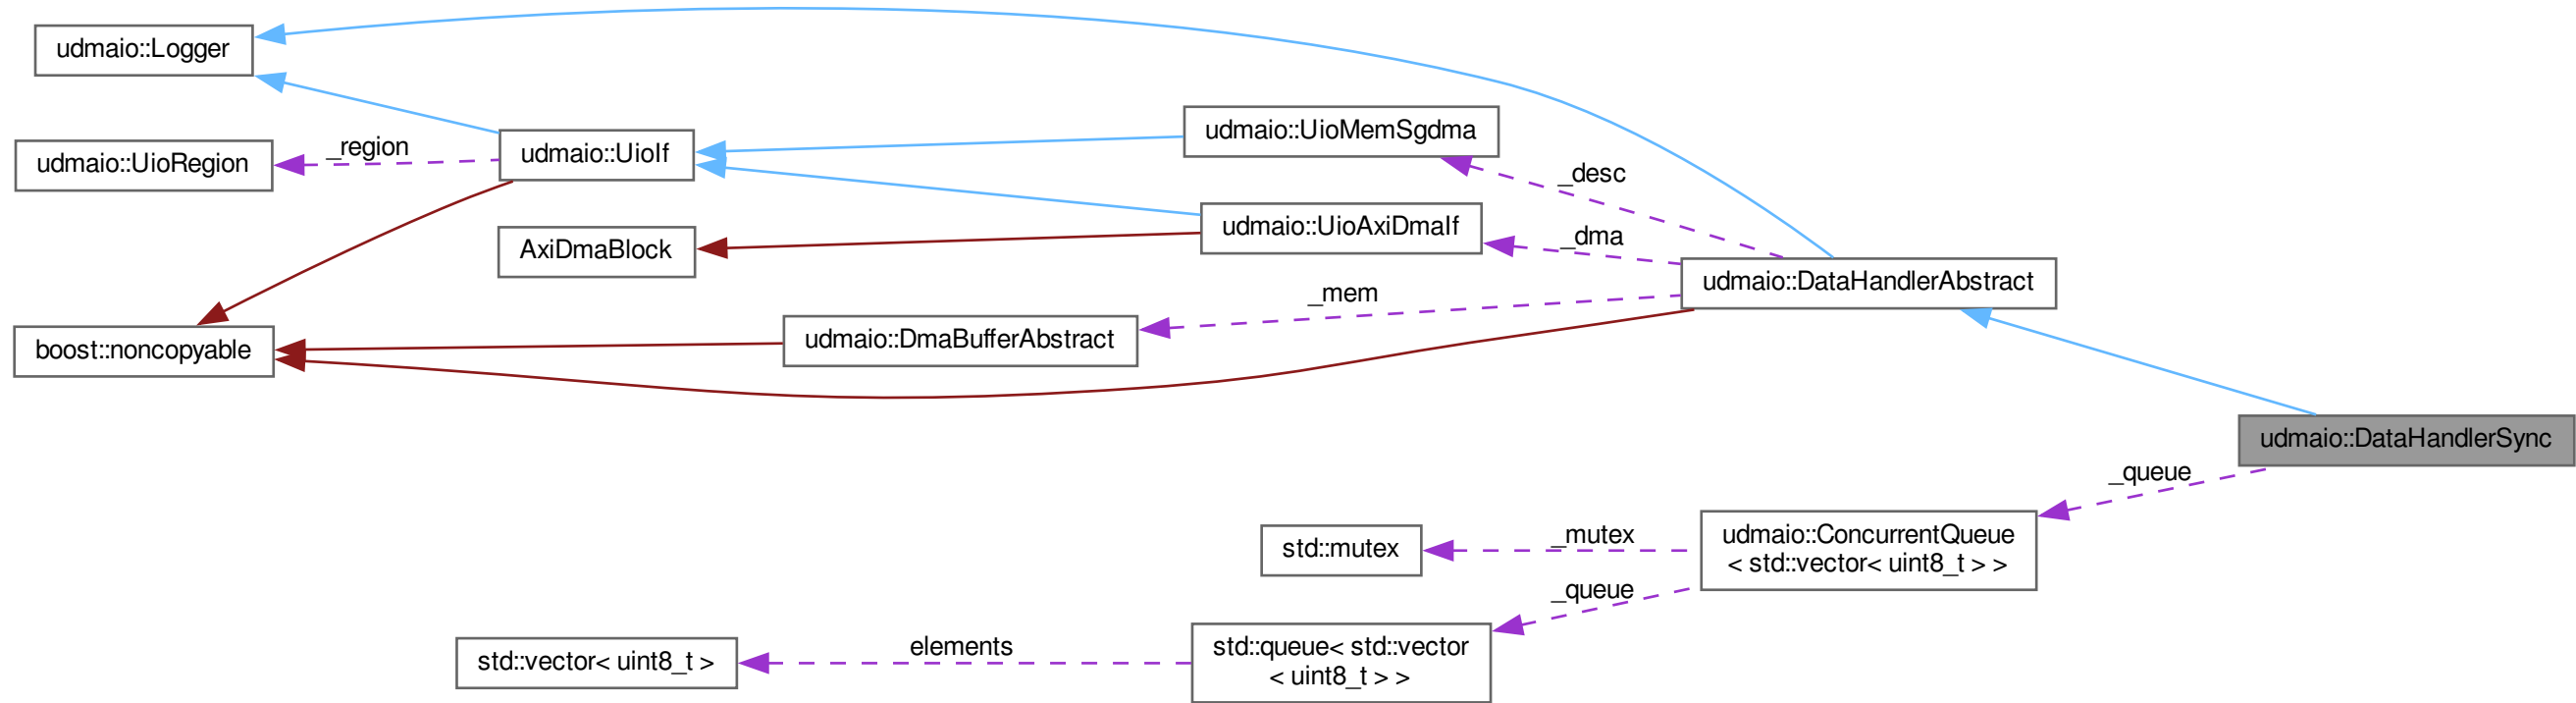 udmaio::Logger
udmaio::UioMemSgdma
udmaio::UioRegion
_region
udmaio::UioIf
_desc
udmaio::UioAxiDmaIf
_dma
AxiDmaBlock
udmaio::DataHandlerAbstract
_mem
boost::noncopyable
udmaio::DmaBufferAbstract
udmaio::DataHandlerSync
_queue
std::mutex
_mutex
udmaio::ConcurrentQueue
< std::vector< uint8_t > >
_queue
std::vector< uint8_t >
elements
std::queue< std::vector
< uint8_t > >